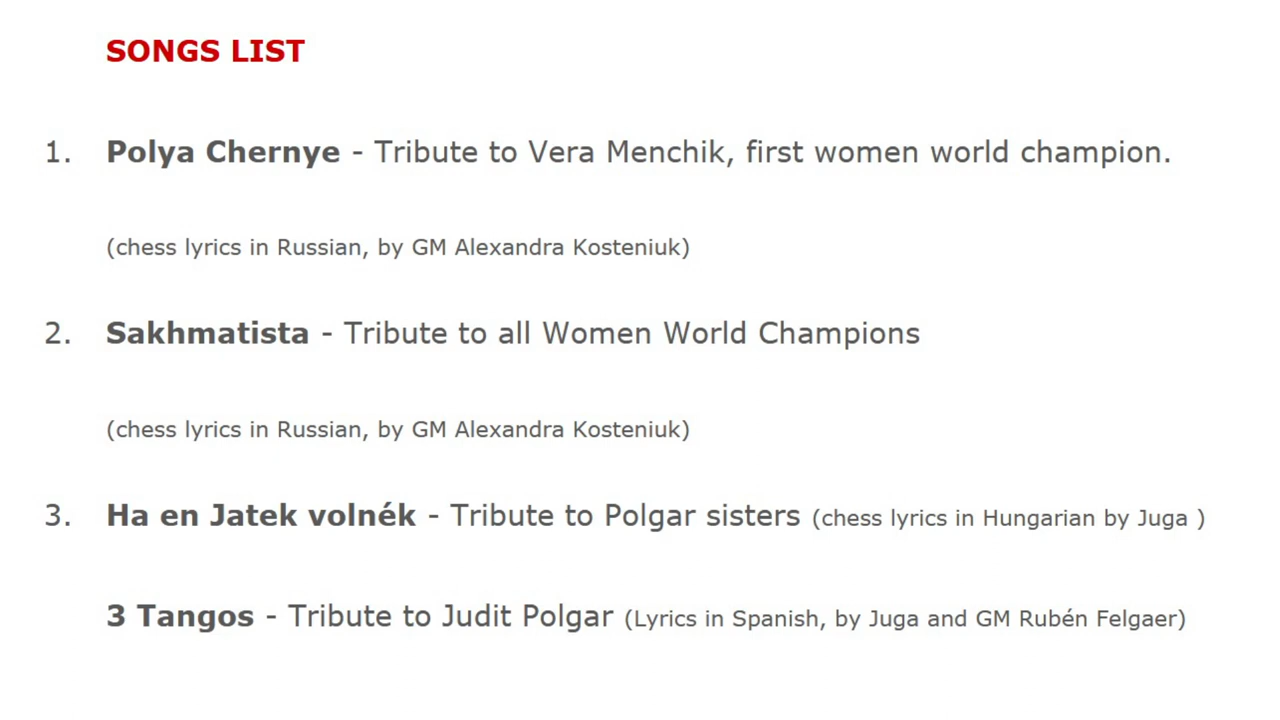 SONGS LIST
1. Polya Chernye - Tribute to Vera Menchik, first women world champion.
(chess lyrics in Russian, by GM Alexandra Kosteniuk)
2. Sakhmatista - Tribute to all Women World Champions
(chess lyrics in Russian, by GM Alexandra Kosteniuk)
3. Ha en Jatek volnék - Tribute to Polgar sisters (chess lyrics in Hungarian by Juga )
3 Tangos - Tribute to Judit Polgar (Lyrics in Spanish, by Juga and GM Rubén Felgaer)